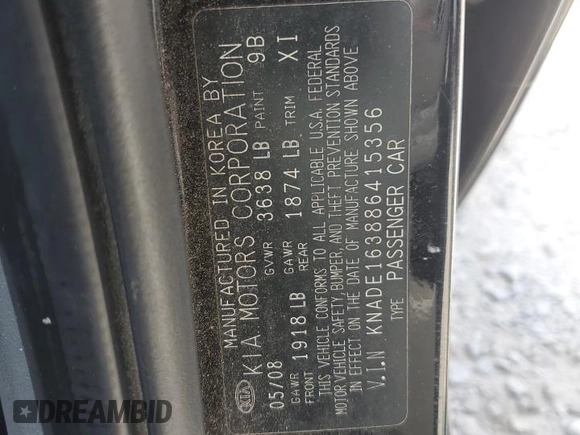 MANUFACTURED IN KOREA BY
KIA MOTORS CORPORATION
KIA
05/08 GVWR 3638 LB PAINT 9B
GAWR FRONT 1918 LB GAWR REAR 1874 LB TRIM XI
THIS VEHICLE CONFORMS TO ALL APPLICABLE U.S.A. FEDERAL
MOTOR VEHICLE SAFETY, BUMPER, AND THEFT PREVENTION STANDARDS
IN EFFECT ON THE DATE OF MANUFACTURE SHOWN ABOVE
V.I.N KNADE163886415356
TYPE PASSENGER CAR
DREAMBID